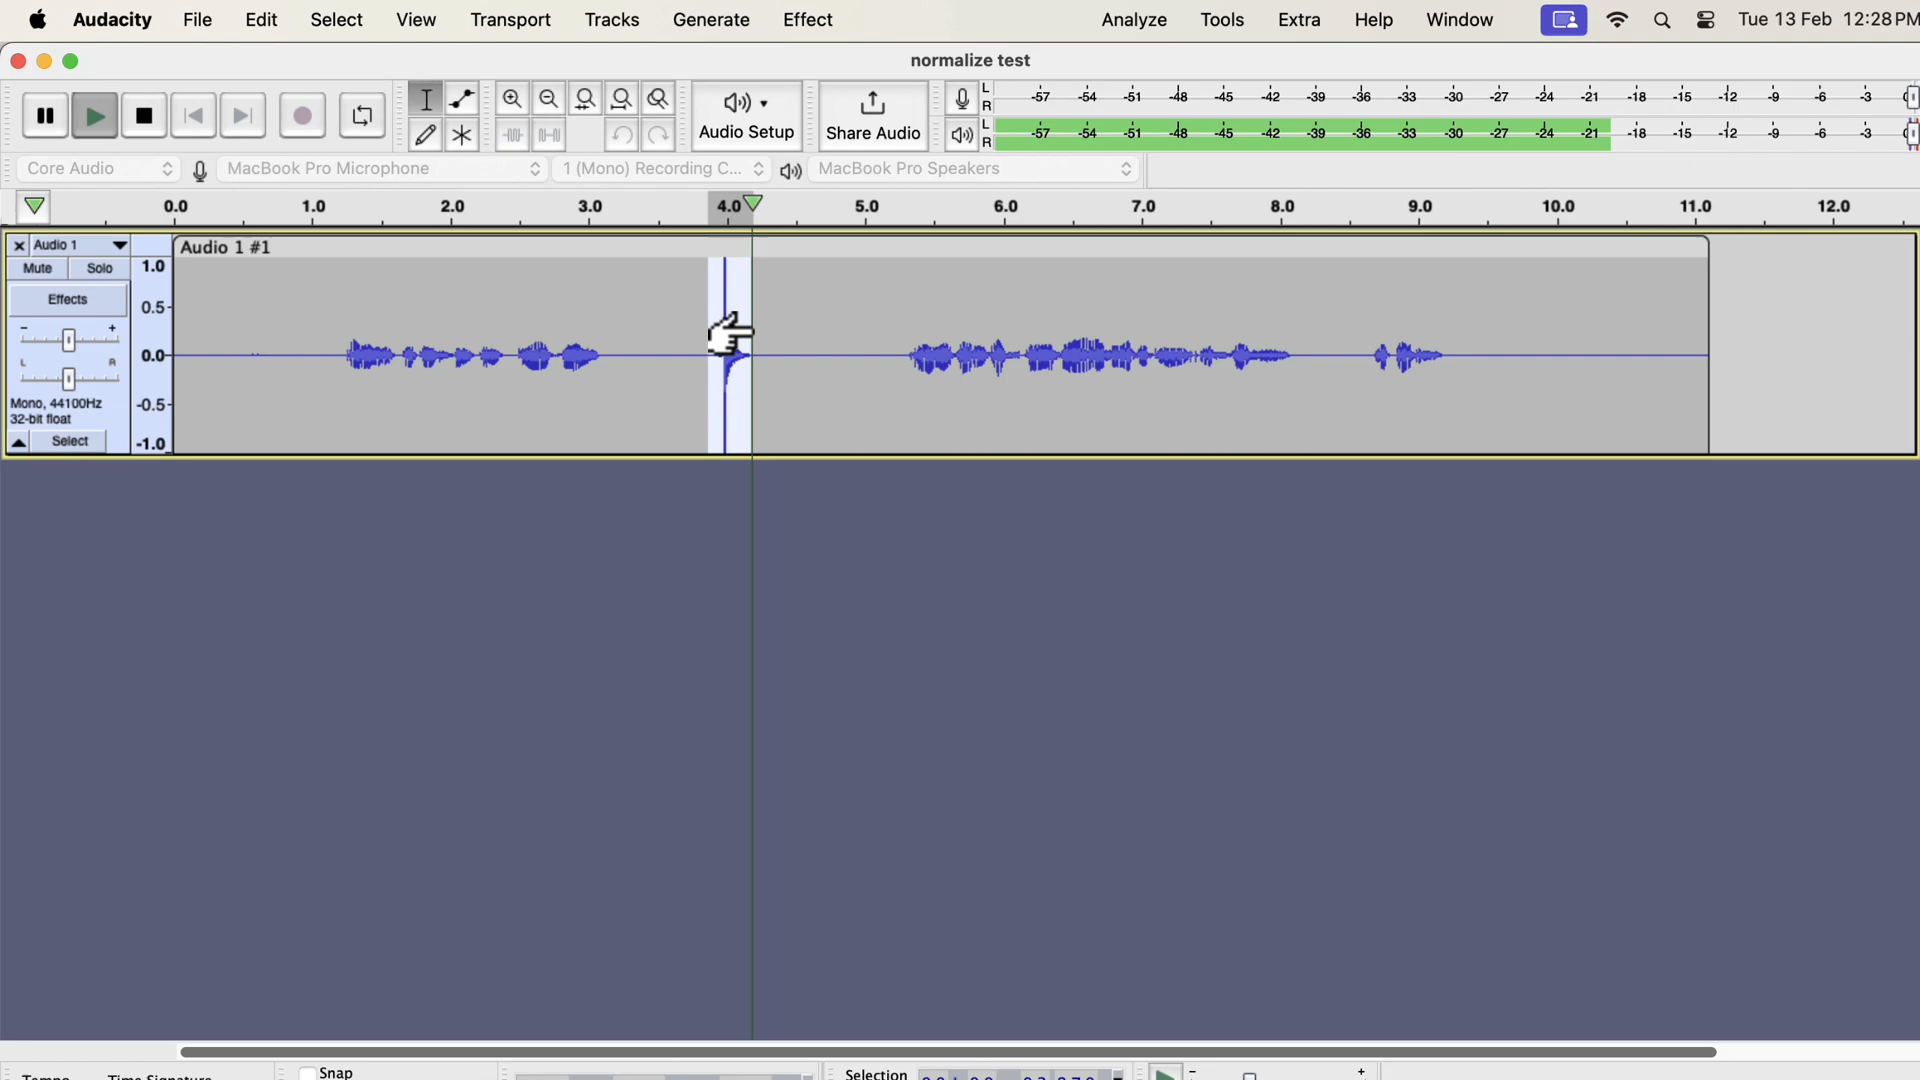 Audacity File Edit Select View Transport Tracks Generate Effect Analyze Tools Extra Help Window Tue 13 Feb 12:28 PM
normalize test
L
R
-57 -54 -51 -48 -45 -42 -39 -36 -33 -30 -27 -24 -21 -18 -15 -12 -9 -6 -3
Audio Setup
Share Audio
L
R
-57 -54 -51 -48 -45 -42 -39 -36 -33 -30 -27 -24 -21 -18 -15 -12 -9 -6 -3
Core Audio MacBook Pro Microphone 1 (Mono) Recording C... MacBook Pro Speakers
0.0 1.0 2.0 3.0 4.0 5.0 6.0 7.0 8.0 9.0 10.0 11.0 12.0
Audio 1
Audio 1 #1
Mute Solo
Effects
- +
L R
Mono, 44100Hz
32-bit float
Select
1.0
0.5-
0.0-
-0.5-
-1.0
Tempo Time Signature Snap Selection